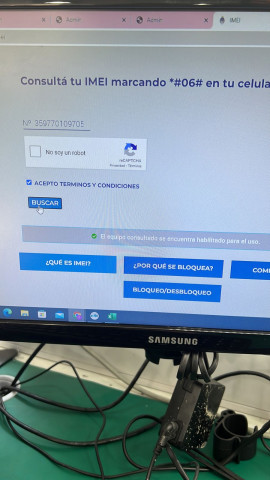 IMEI
Consultá tu IMEI marcando *#06# en tu celula
Nº 359770109705
No soy un robot
reCAPTCHA
Privacidad - Términos
ACEPTO TERMINOS Y CONDICIONES
BUSCAR
El equipo consultado se encuentra habilitado para el uso.
¿QUÉ ES IMEI?
¿POR QUÉ SE BLOQUEA?
COM
BLOQUEO/DESBLOQUEO
SAMSUNG